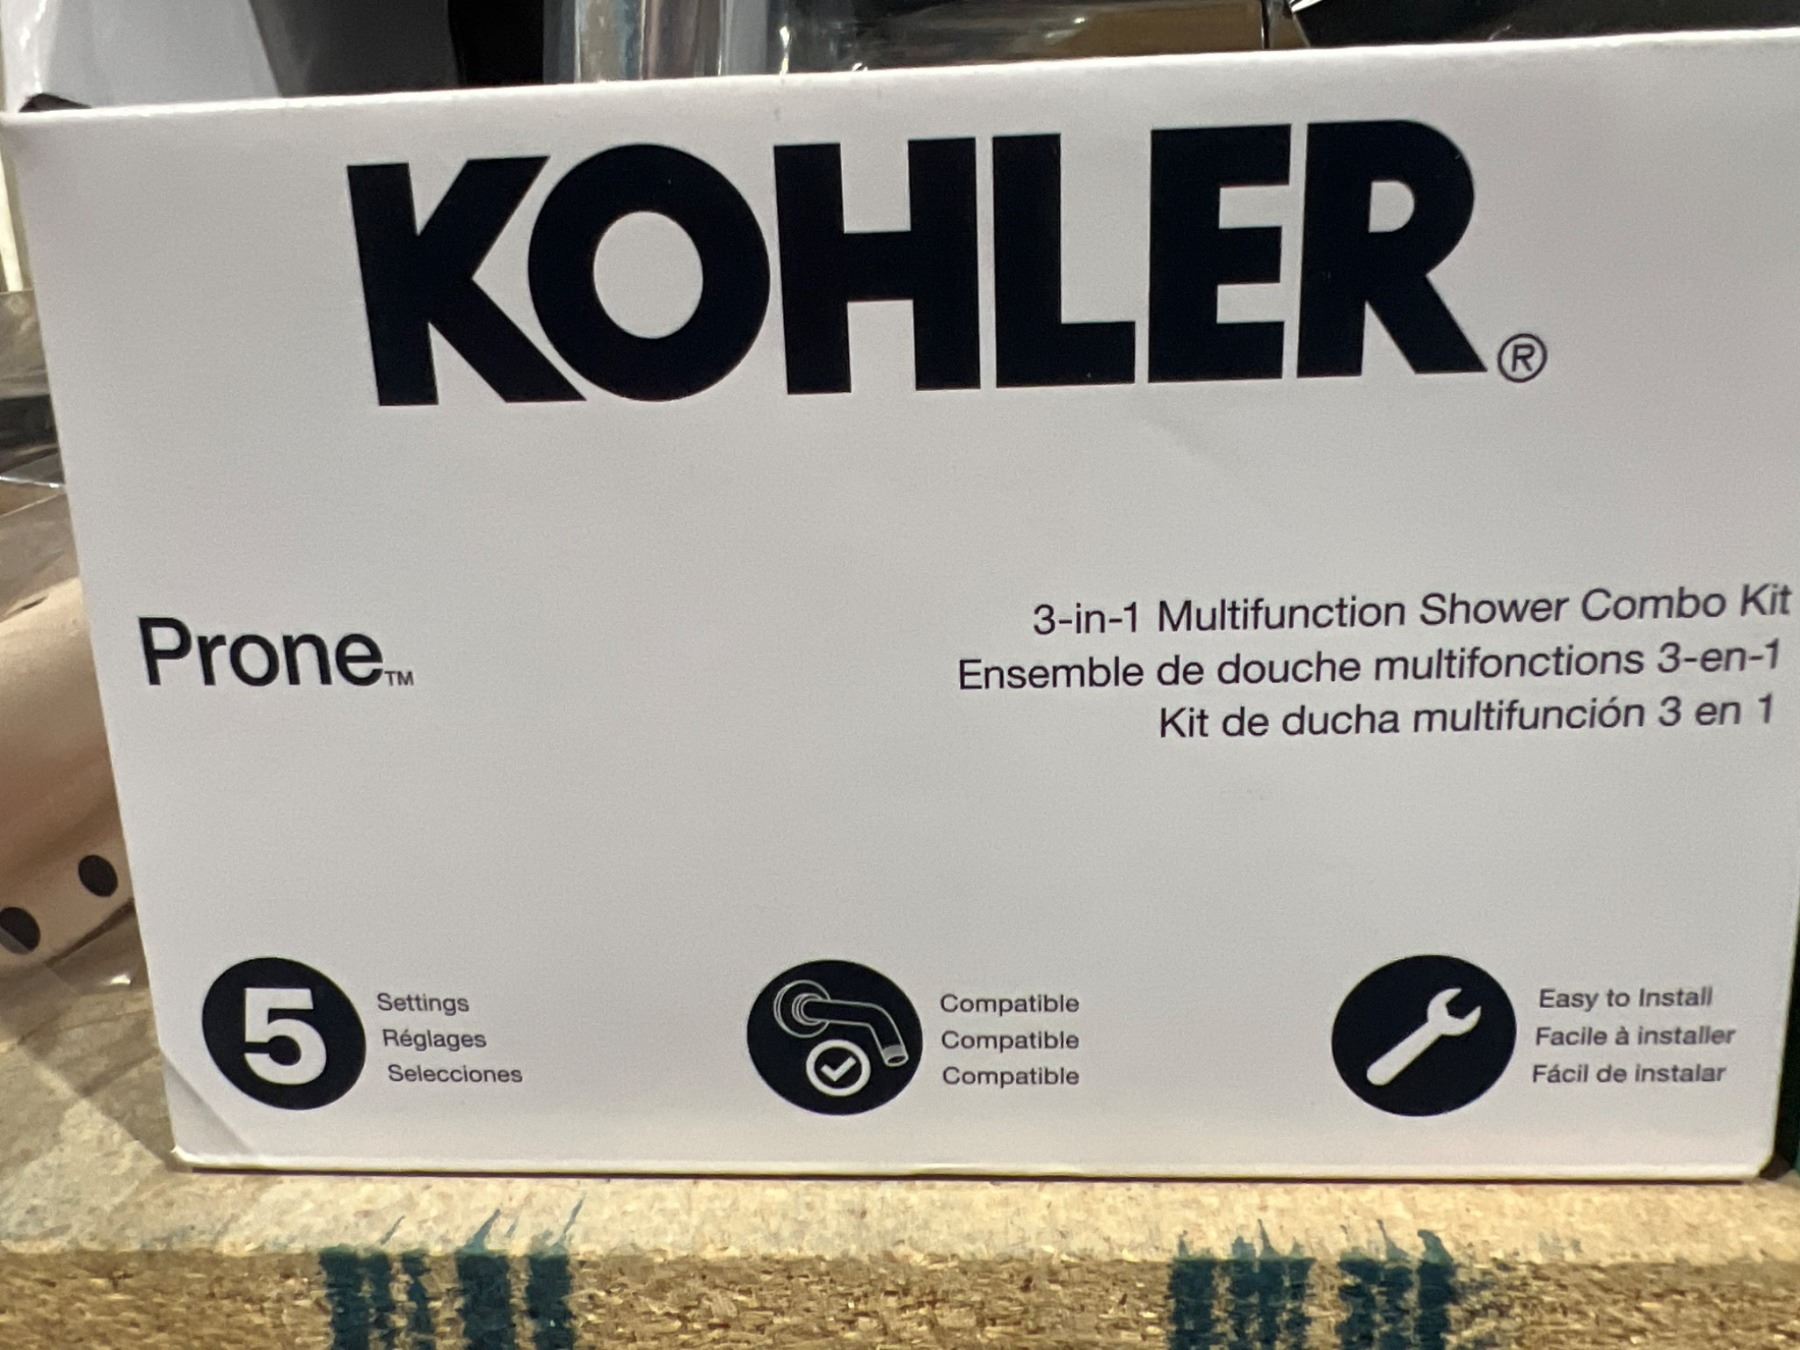 KOHLER®
Prone™
3-in-1 Multifunction Shower Combo Kit
Ensemble de douche multifonctions 3-en-1
Kit de ducha multifunción 3 en 1
5
Settings
Réglages
Selecciones
Compatible
Compatible
Compatible
Easy to Install
Facile à installer
Fácil de instalar